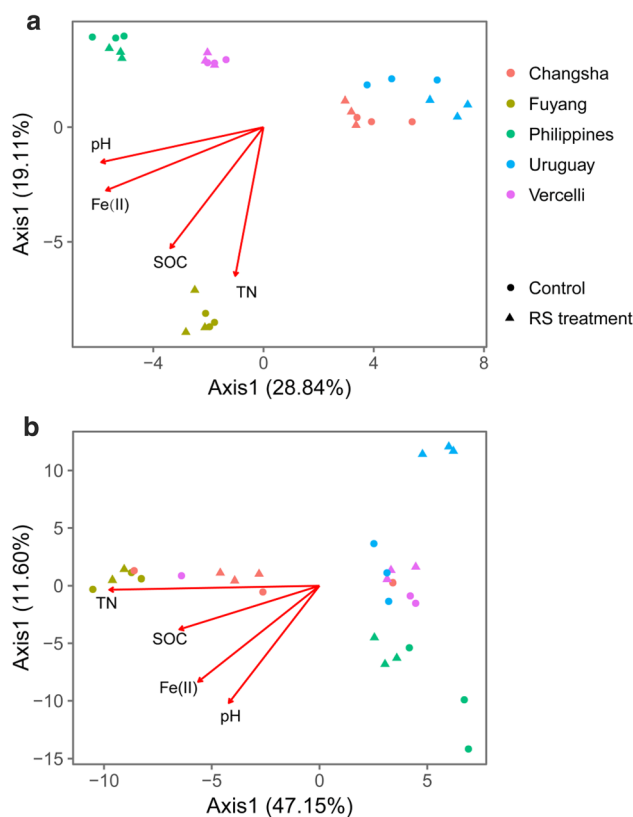 a
0
−5
Axis1 (19.11%)
pH
Fe(II)
SOC
TN
−4
0
4
8
Axis1 (28.84%)
Changsha
Fuyang
Philippines
Uruguay
Vercelli
Control
RS treatment
b
10
5
0
−5
−10
−15
Axis1 (11.60%)
TN
SOC
Fe(II)
pH
−10
−5
0
5
Axis1 (47.15%)